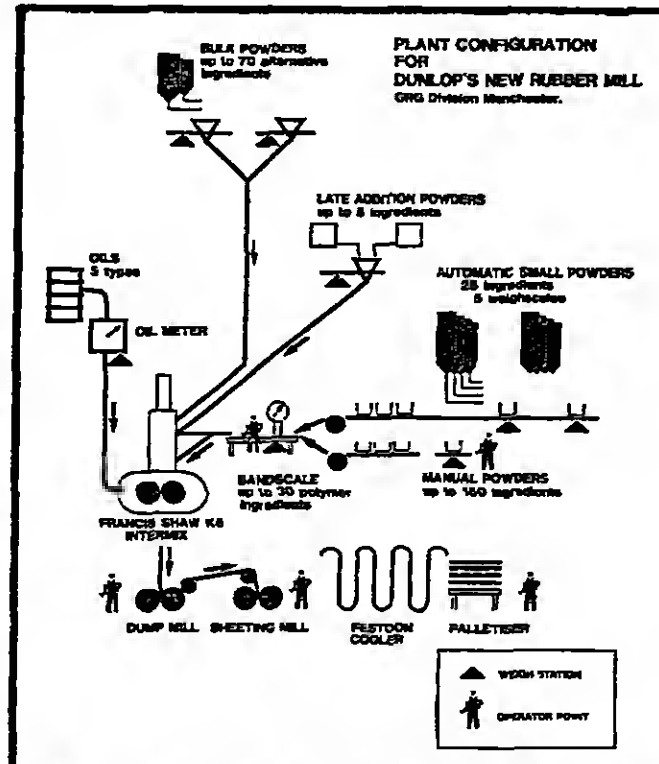 PLANT CONFIGURATION
FOR
DUNLOP'S NEW RUBBER MILL
GRG Division Manchester.
BULK POWDERS
up to 70 alternative
ingredients
LATE ADDITION POWDERS
up to 5 ingredients
OILS
5 types
OIL METER
AUTOMATIC SMALL POWDERS
25 ingredients
5 weighscales
BANDSCALE
up to 30 polymer
ingredients
MANUAL POWDERS
up to 150 ingredients
FRANCIS SHAW K5
INTERMIX
DUMP MILL
SHEETING MILL
FESTOON
COOLER
PALLETISER
WEIGH STATION
OPERATOR POINT